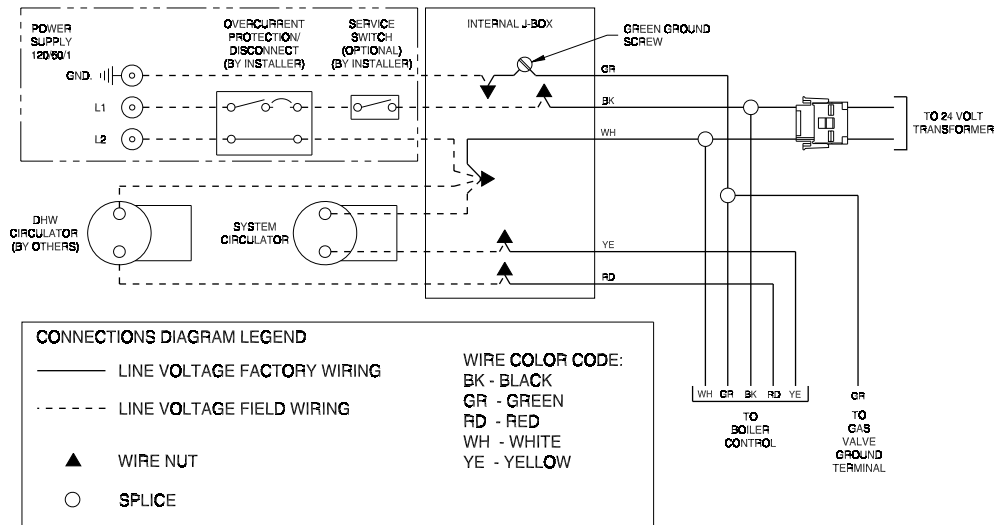 POWER
SUPPLY
120/60/1
OVERCURRENT
PROTECTION/
DISCONNECT
(BY INSTALLER)
SERVICE
SWITCH
(OPTIONAL)
(BY INSTALLER)
INTERNAL J-BOX
GREEN GROUND
SCREW
GND.
GR
L1
BK
TO 24 VOLT
TRANSFORMER
L2
WH
DHW
CIRCULATOR
(BY OTHERS)
SYSTEM
CIRCULATOR
YE
RD
CONNECTIONS DIAGRAM LEGEND
LINE VOLTAGE FACTORY WIRING
LINE VOLTAGE FIELD WIRING
WIRE NUT
SPLICE
WIRE COLOR CODE:
BK - BLACK
GR - GREEN
RD - RED
WH - WHITE
YE - YELLOW
WH GR BK RD YE
TO
BOILER
CONTROL
GR
TO
GAS
VALVE
GROUND
TERMINAL